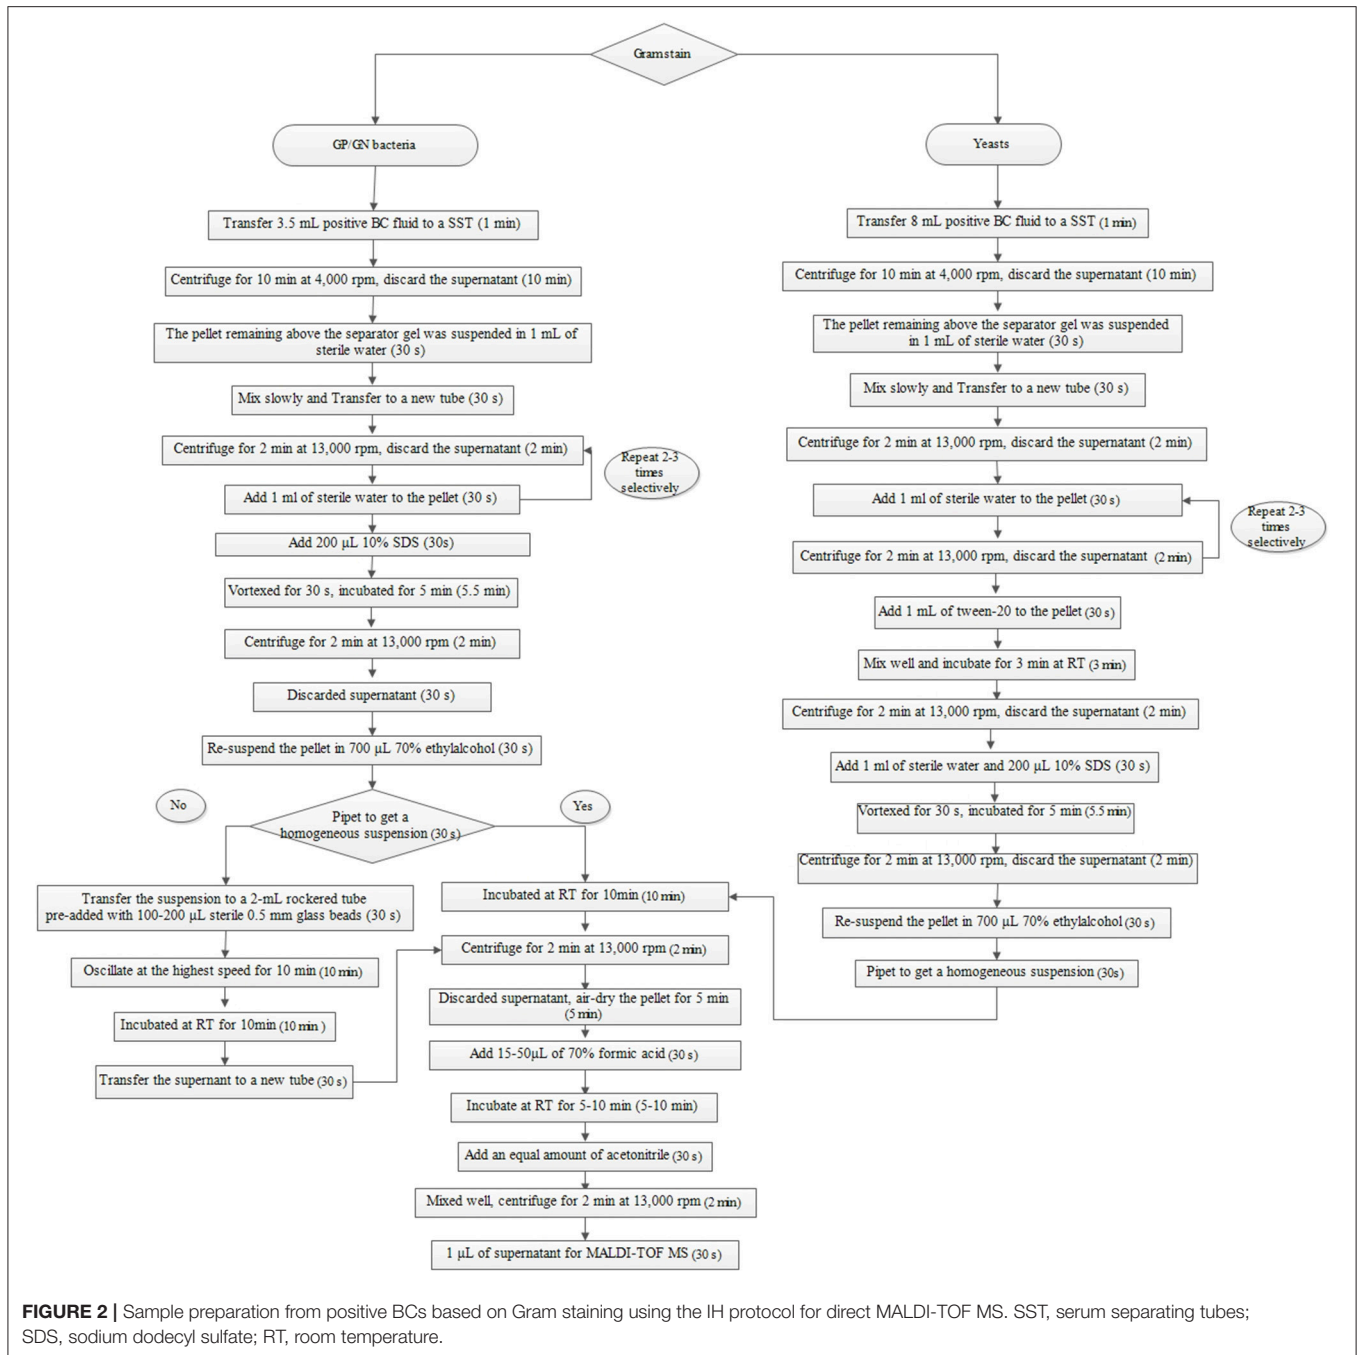 Gram stain
GP/GN bacteria
Transfer 3.5 mL positive BC fluid to a SST (1 min)
Centrifuge for 10 min at 4,000 rpm, discard the supernatant (10 min)
The pellet remaining above the separator gel was suspended in 1 mL of
sterile water (30 s)
Mix slowly and Transfer to a new tube (30 s)
Centrifuge for 2 min at 13,000 rpm, discard the supernatant (2 min)
Repeat 2-3
times
selectively
Add 1 ml of sterile water to the pellet (30 s)
Add 200 μL 10% SDS (30s)
Vortexed for 30 s, incubated for 5 min (5.5 min)
Centrifuge for 2 min at 13,000 rpm (2 min)
Discarded supernatant (30 s)
Re-suspend the pellet in 700 μL 70% ethylalcohol (30 s)
No
Yes
Pipet to get a
homogeneous suspension (30 s)
Transfer the suspension to a 2-mL rockered tube
pre-added with 100-200 μL sterile 0.5 mm glass beads (30 s)
Oscillate at the highest speed for 10 min (10 min)
Incubated at RT for 10min (10 min )
Transfer the supernant to a new tube (30 s)
Incubated at RT for 10min (10 min)
Centrifuge for 2 min at 13,000 rpm (2 min)
Discarded supernatant, air-dry the pellet for 5 min
(5 min)
Add 15-50μL of 70% formic acid (30 s)
Incubate at RT for 5-10 min (5-10 min)
Add an equal amount of acetonitrile (30 s)
Mixed well, centrifuge for 2 min at 13,000 rpm (2 min)
1 μL of supernatant for MALDI-TOF MS (30 s)
Yeasts
Transfer 8 mL positive BC fluid to a SST (1 min)
Centrifuge for 10 min at 4,000 rpm, discard the supernatant (10 min)
The pellet remaining above the separator gel was suspended
in 1 mL of sterile water (30 s)
Mix slowly and Transfer to a new tube (30 s)
Centrifuge for 2 min at 13,000 rpm, discard the supernatant (2 min)
Add 1 ml of sterile water to the pellet (30 s)
Repeat 2-3
times
selectively
Centrifuge for 2 min at 13,000 rpm, discard the supernatant (2 min)
Add 1 mL of tween-20 to the pellet (30 s)
Mix well and incubate for 3 min at RT (3 min)
Centrifuge for 2 min at 13,000 rpm, discard the supernatant (2 min)
Add 1 ml of sterile water and 200 μL 10% SDS (30 s)
Vortexed for 30 s, incubated for 5 min (5.5 min)
Centrifuge for 2 min at 13,000 rpm, discard the supernatant (2 min)
Re-suspend the pellet in 700 μL 70% ethylalcohol (30 s)
Pipet to get a homogeneous suspension (30s)
FIGURE 2 | Sample preparation from positive BCs based on Gram staining using the IH protocol for direct MALDI-TOF MS. SST, serum separating tubes;
SDS, sodium dodecyl sulfate; RT, room temperature.